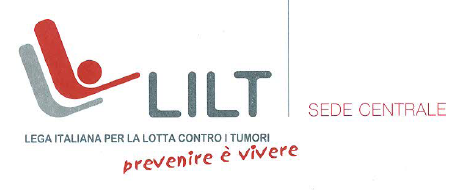 LILT
SEDE CENTRALE
LEGA ITALIANA PER LA LOTTA CONTRO I TUMORI
prevenire è vivere